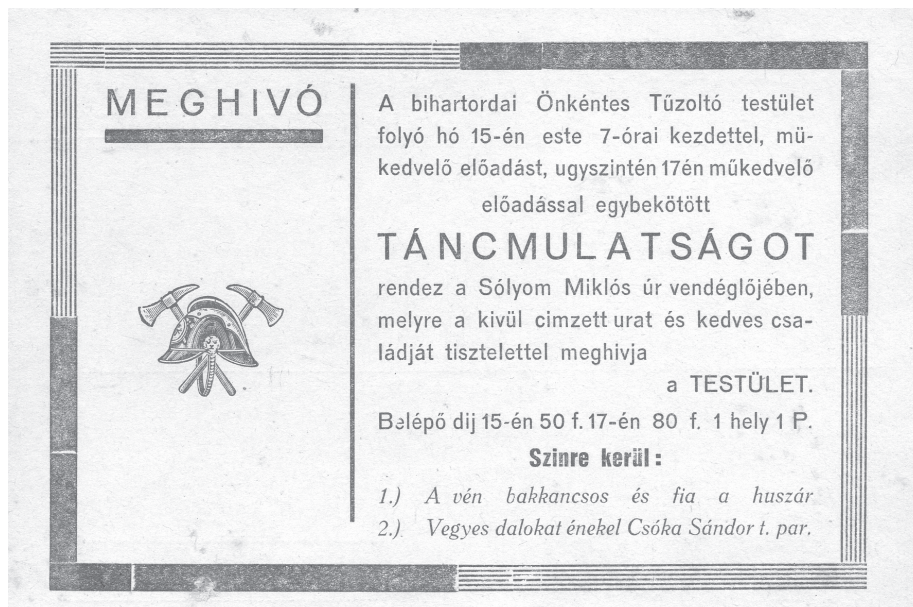 MEGHIVÓ
A bihartordai Önkéntes Tűzoltó testület
folyó hó 15-én este 7-órai kezdettel, mü-
kedvelő előadást, ugyszintén 17én műkedvelő
előadással egybekötött
TÁNCMULATSÁGOT
rendez a Sólyom Miklós úr vendéglőjében,
melyre a kivül cimzett urat és kedves csa-
ládját tisztelettel meghivja
a TESTÜLET.
Belépő dij 15-én 50 f. 17-én 80 f. 1 hely 1 P.
Szinre kerül:
1.) A vén bakkancsos és fia a huszár
2.) Vegyes dalokat énekel Csóka Sándor t. par.